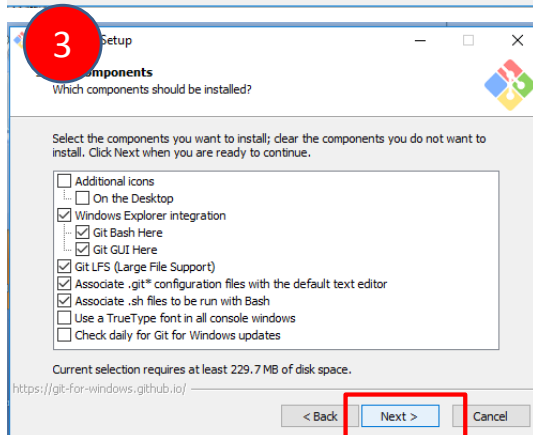 3
Setup
Components
Which components should be installed?
Select the components you want to install; clear the components you do not want to
install. Click Next when you are ready to continue.
Additional icons
On the Desktop
Windows Explorer integration
Git Bash Here
Git GUI Here
Git LFS (Large File Support)
Associate .git* configuration files with the default text editor
Associate .sh files to be run with Bash
Use a TrueType font in all console windows
Check daily for Git for Windows updates
Current selection requires at least 229.7 MB of disk space.
https://git-for-windows.github.io/
< Back Next > Cancel